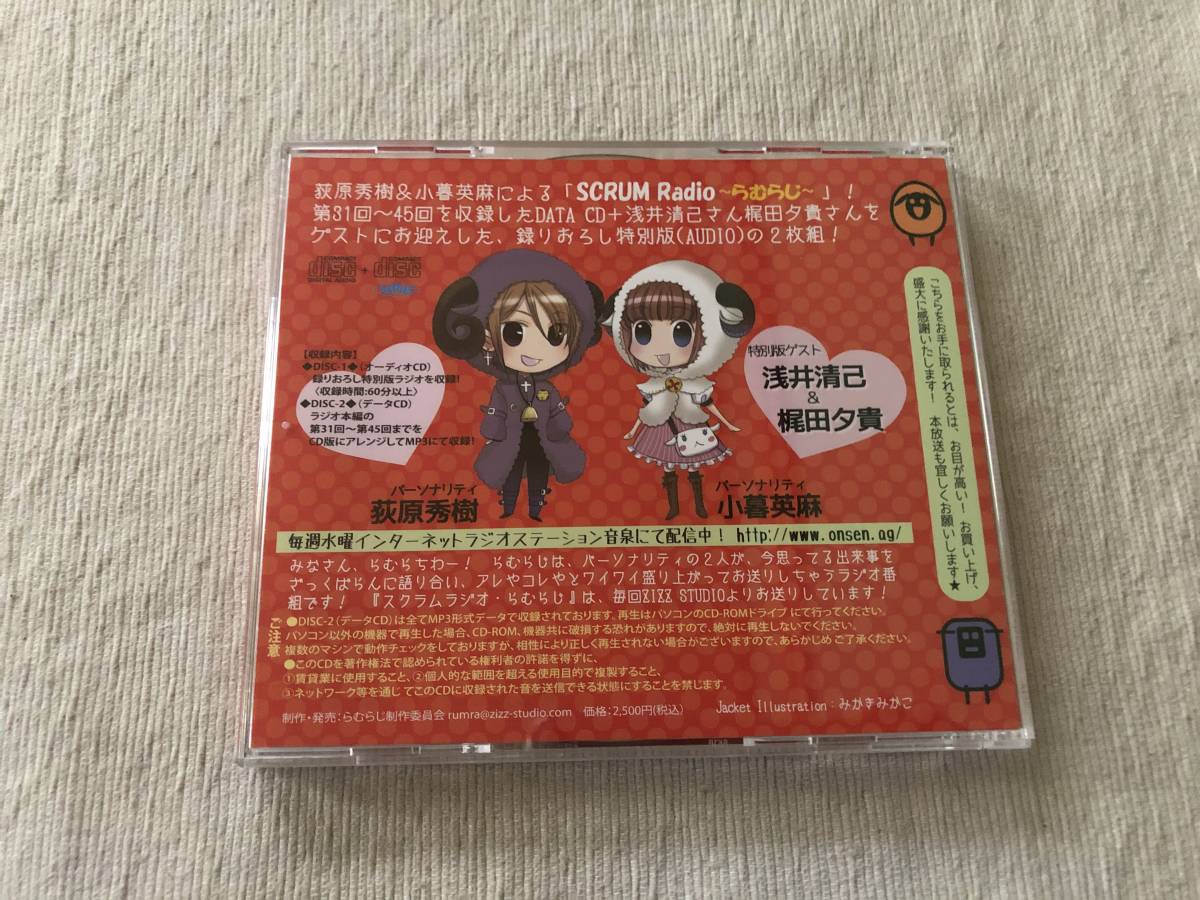 荻原秀樹&小暮英麻による「SCRUM Radio ~らむらじ~」!
第31回~45回を収録したDATA CD+浅井清己さん梶田夕貴さんを
ゲストにお迎えした、録りおろし特別版(AUDIO)の2枚組!
COMPACT disc DIGITAL AUDIO + COMPACT disc
【収録内容】
◆DISC-1◆(オーディオCD)
録りおろし特別版ラジオを収録!
〈収録時間:60分以上〉
◆DISC-2◆(データCD)
ラジオ本編の
第31回~第45回までを
CD版にアレンジしてMP3にて収録!
特別版ゲスト
浅井清己
&
梶田夕貴
パーソナリティ
荻原秀樹
パーソナリティ
小暮英麻
こちらをお手に取られるとは、お目が高い! お買い上げ、
盛大に感謝いたします! 本放送も宜しくお願いします★
毎週水曜インターネットラジオステーション音泉にて配信中! http://www.onsen.ag/
みなさん、らむらちわー! らむらじは、パーソナリティの2人が、今思ってる出来事を
ざっくばらんに語り合い、アレやコレやとワイワイ盛り上がってお送りしちゃうラジオ番
組です! 『スクラムラジオ・らむらじ』は、毎回ZIZZ STUDIOよりお送りしています!
ご注意
●DISC-2(データCD)は全てMP3形式データで収録されております。再生はパソコンのCD-ROMドライブ にて行ってください。
パソコン以外の機器で再生した場合、CD-ROM、機器共に破損する恐れがありますので、絶対に再生しないでください。
複数のマシンで動作チェックをしておりますが、相性により正しく再生されない場合がございますので、あらかじめ ご了承ください。
●このCDを著作権法で認められている権利者の許諾を得ずに、
①賃貸業に使用すること、②個人的な範囲を超える使用目的で複製すること、
③ネットワーク等を通じ てこのCDに収録された音を送信できる状態にすることを禁じます。
制作・発売:らむらじ制作委員会 rumra@zizz-studio.com 価格:2,500円(税込) Jacket Illustration:みかきみかこ